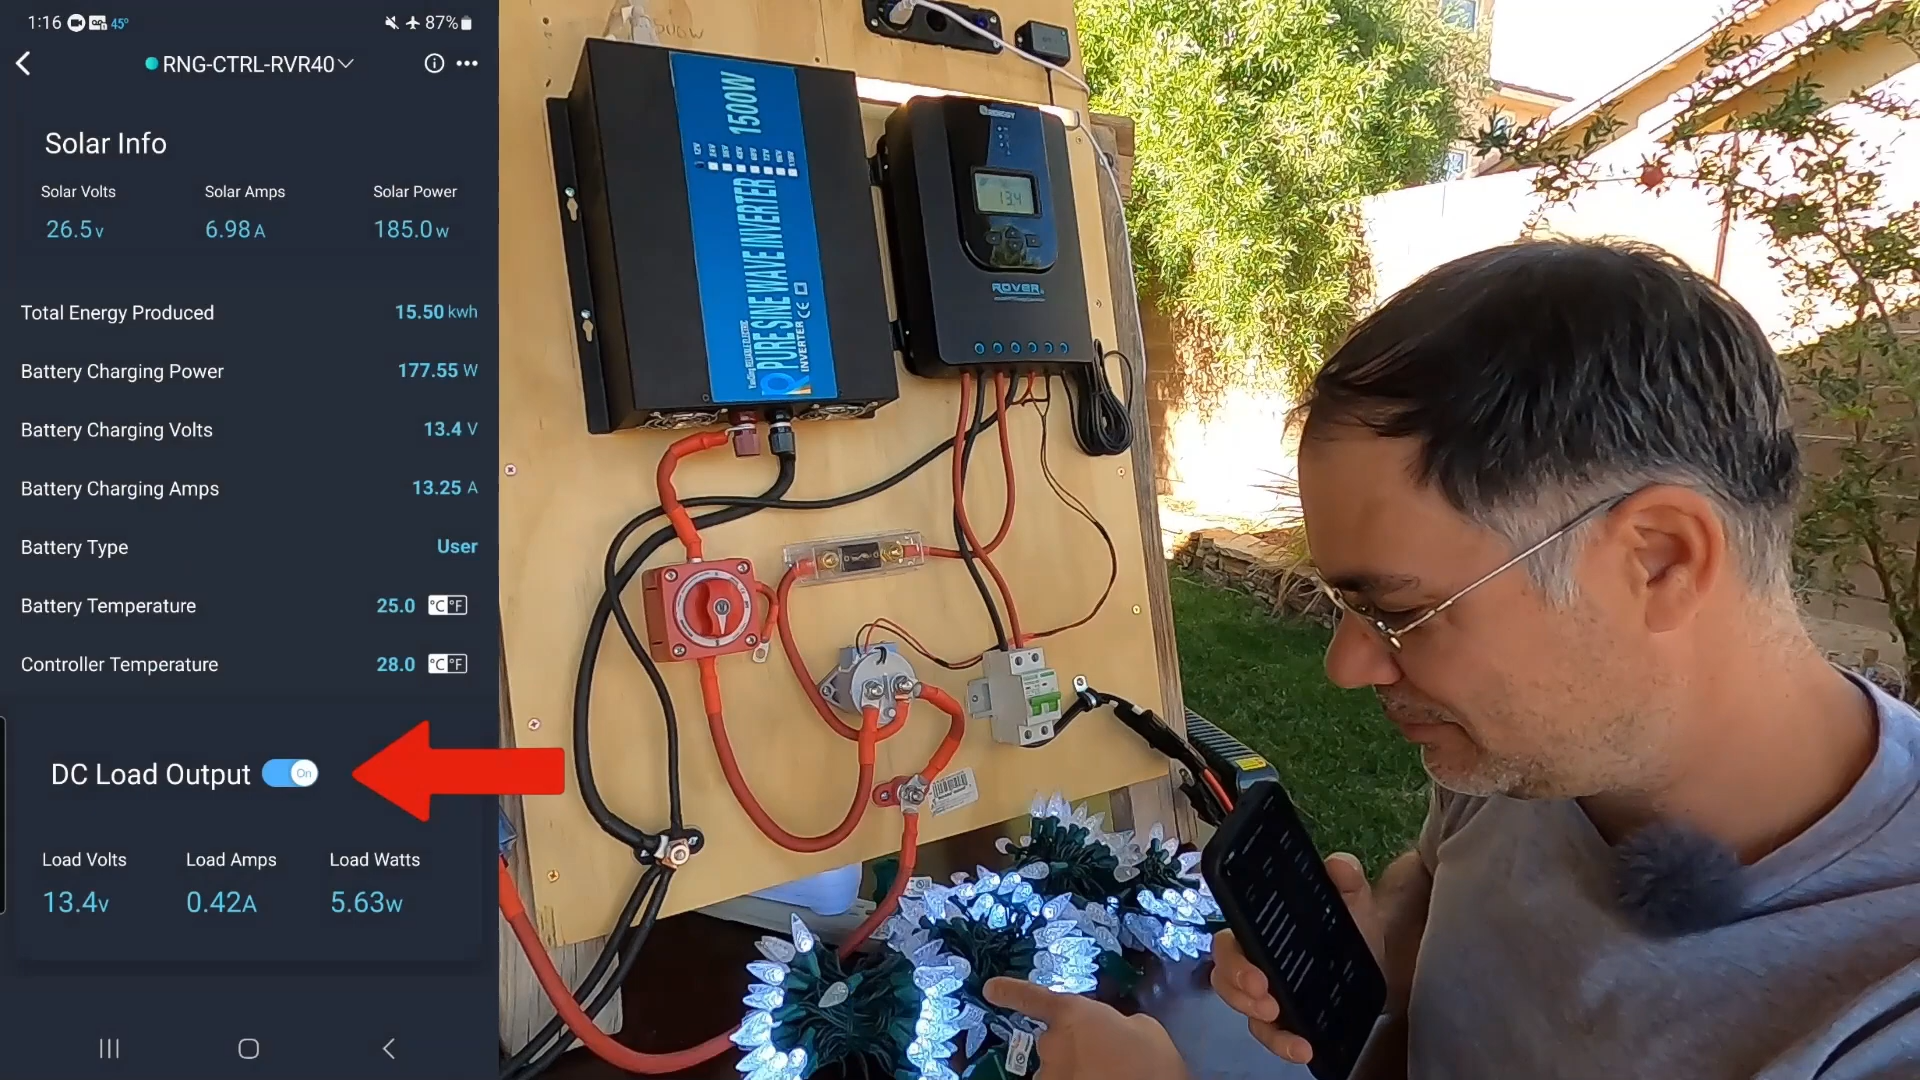 1:16 45°
87%
RNG-CTRL-RVR40
Solar Info
Solar Volts Solar Amps Solar Power
26.5v 6.98A 185.0w
Total Energy Produced 15.50 kwh
Battery Charging Power 177.55 W
Battery Charging Volts 13.4 V
Battery Charging Amps 13.25 A
Battery Type User
Battery Temperature 25.0 °C °F
Controller Temperature 28.0 °C °F
DC Load Output On
Load Volts Load Amps Load Watts
13.4v 0.42A 5.63w
1500W
PURE SINE WAVE INVERTER
INVERTER CE
13.4
ROVER